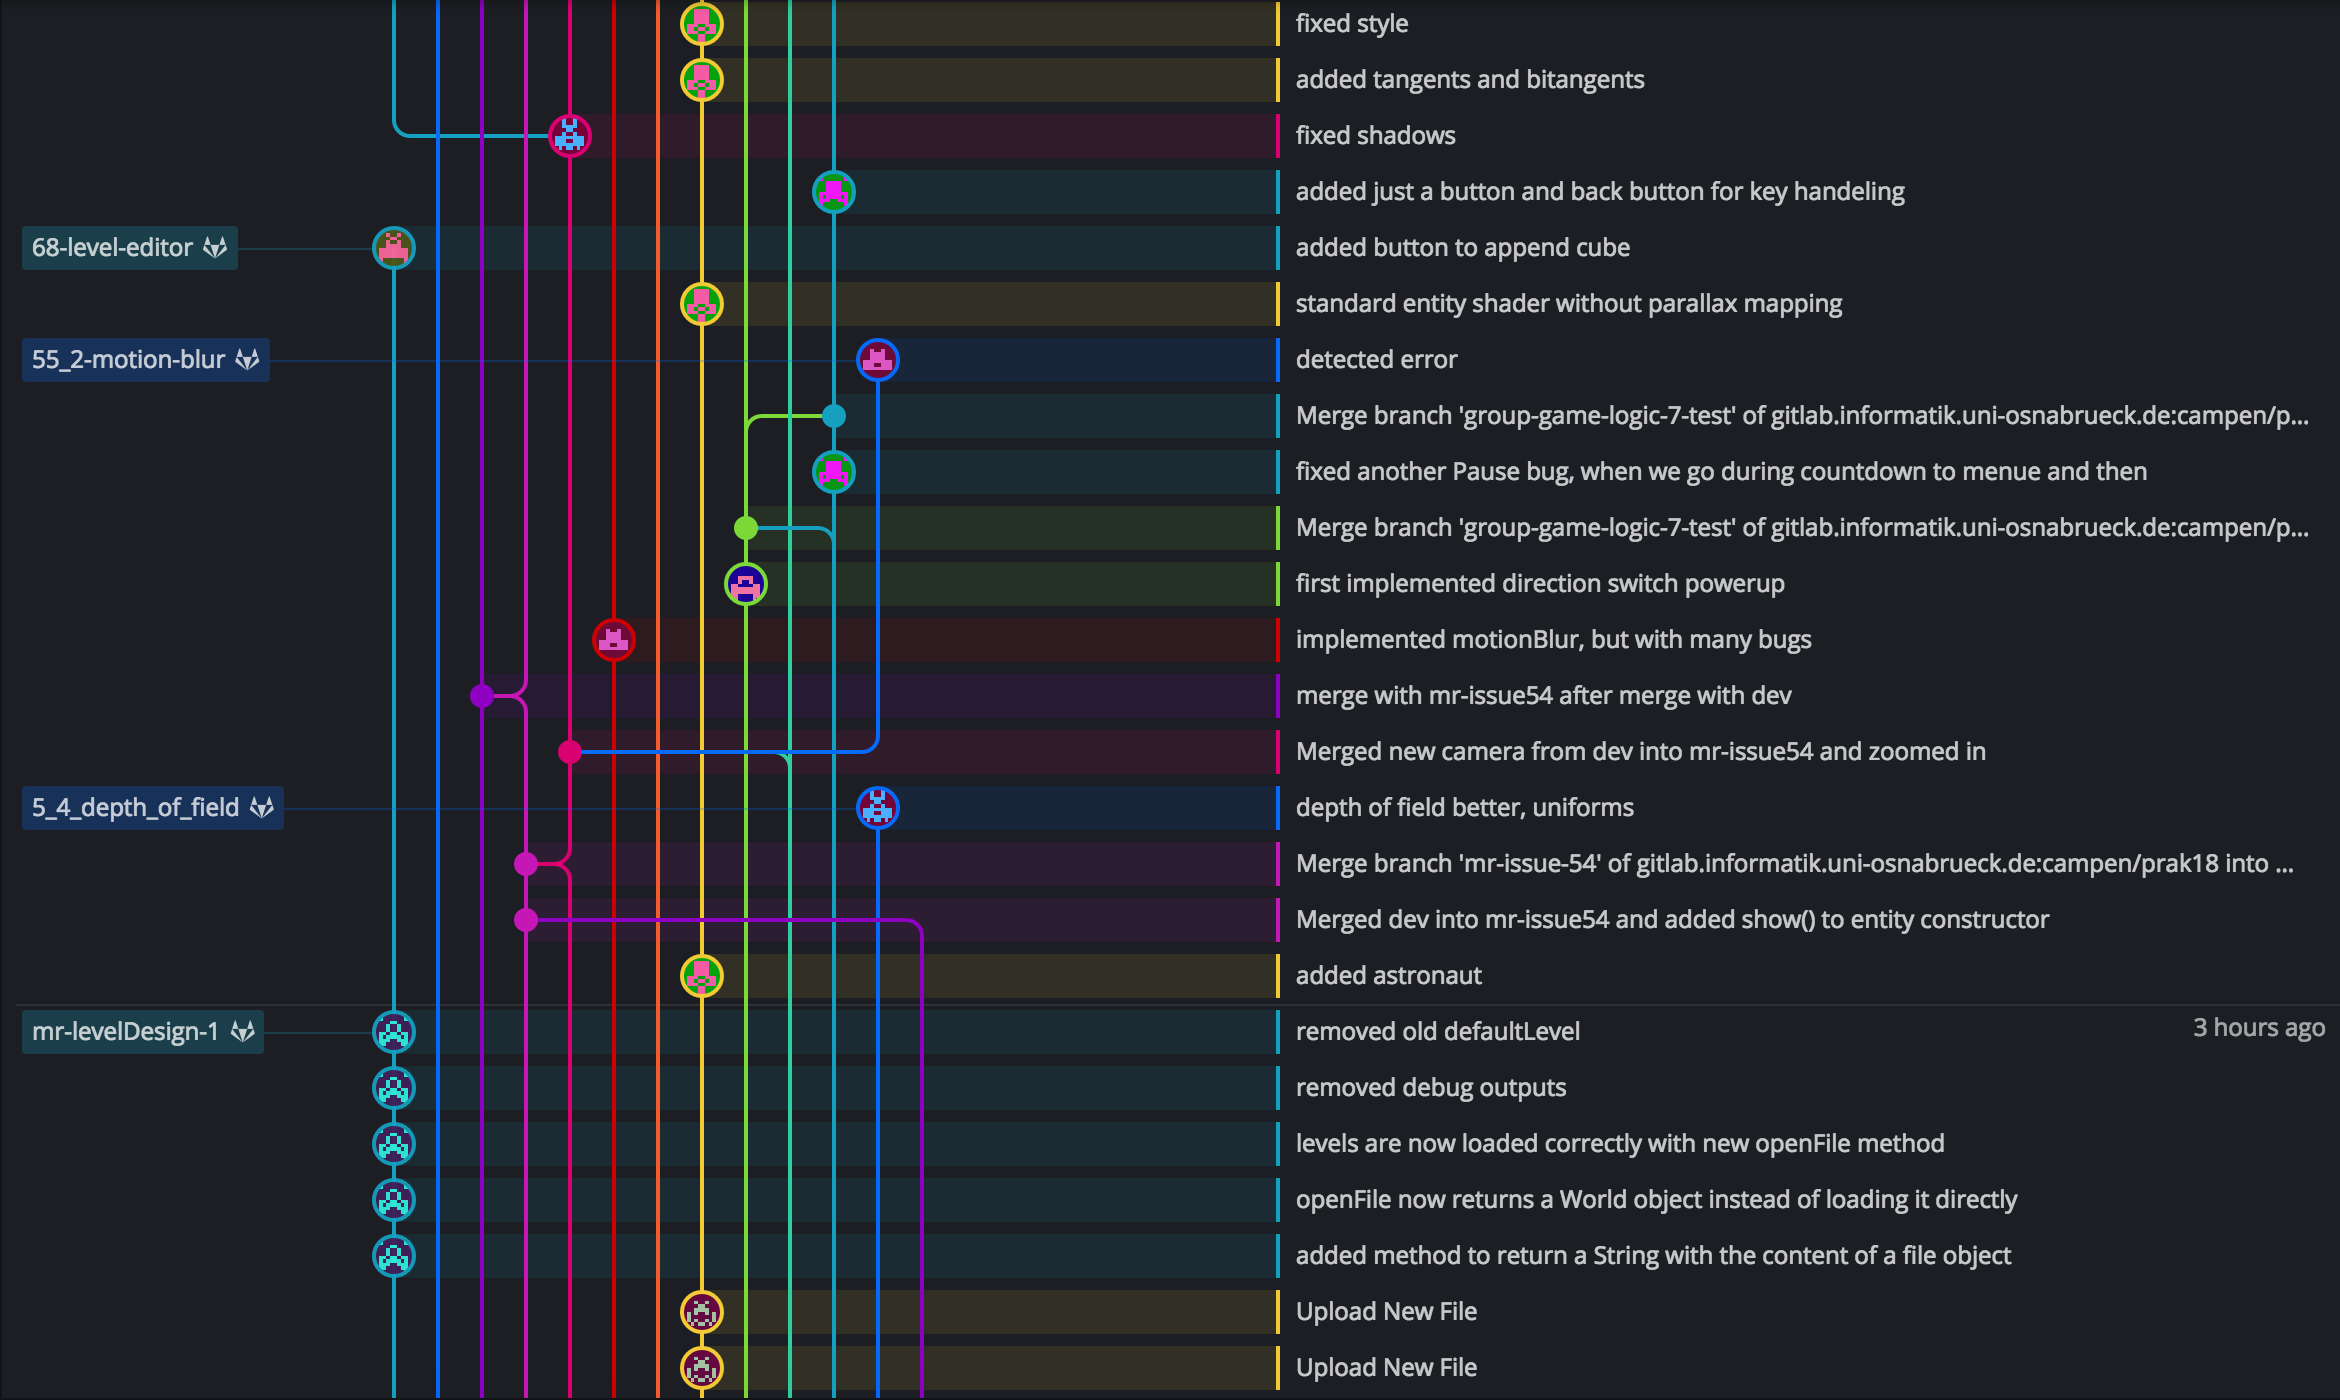 fixed style
added tangents and bitangents
fixed shadows
added just a button and back button for key handeling
68-level-editor
added button to append cube
standard entity shader without parallax mapping
55_2-motion-blur
detected error
Merge branch 'group-game-logic-7-test' of gitlab.informatik.uni-osnabrueck.de:campen/p...
fixed another Pause bug, when we go during countdown to menue and then
Merge branch 'group-game-logic-7-test' of gitlab.informatik.uni-osnabrueck.de:campen/p...
first implemented direction switch powerup
implemented motionBlur, but with many bugs
merge with mr-issue54 after merge with dev
Merged new camera from dev into mr-issue54 and zoomed in
5_4_depth_of_field
depth of field better, uniforms
Merge branch 'mr-issue-54' of gitlab.informatik.uni-osnabrueck.de:campen/prak18 into ...
Merged dev into mr-issue54 and added show() to entity constructor
added astronaut
mr-levelDesign-1
removed old defaultLevel
3 hours ago
removed debug outputs
levels are now loaded correctly with new openFile method
openFile now returns a World object instead of loading it directly
added method to return a String with the content of a file object
Upload New File
Upload New File